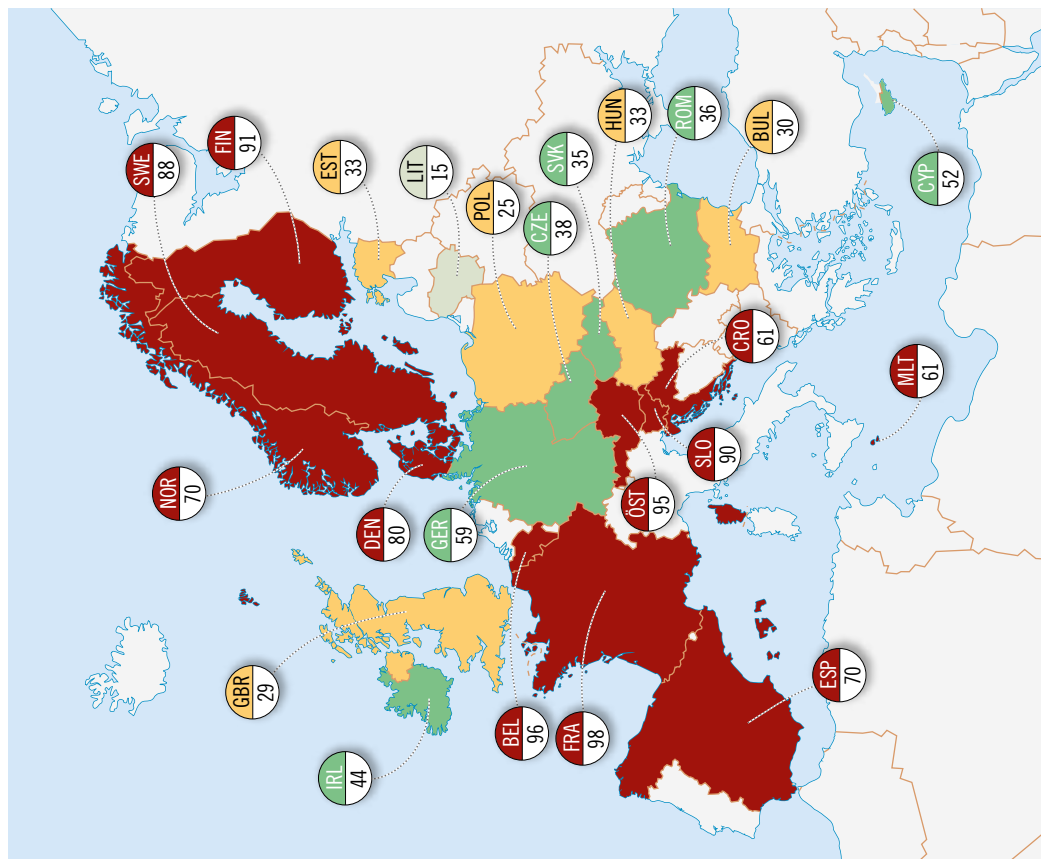 SWE
88
FIN
91
EST
33
LIT
15
POL
25
CZE
38
SVK
35
HUN
33
ROM
36
BUL
30
CYP
52
NOR
70
DEN
80
GER
59
ÖST
95
SLO
90
CRO
61
MLT
61
GBR
29
IRL
44
BEL
96
FRA
98
ESP
70